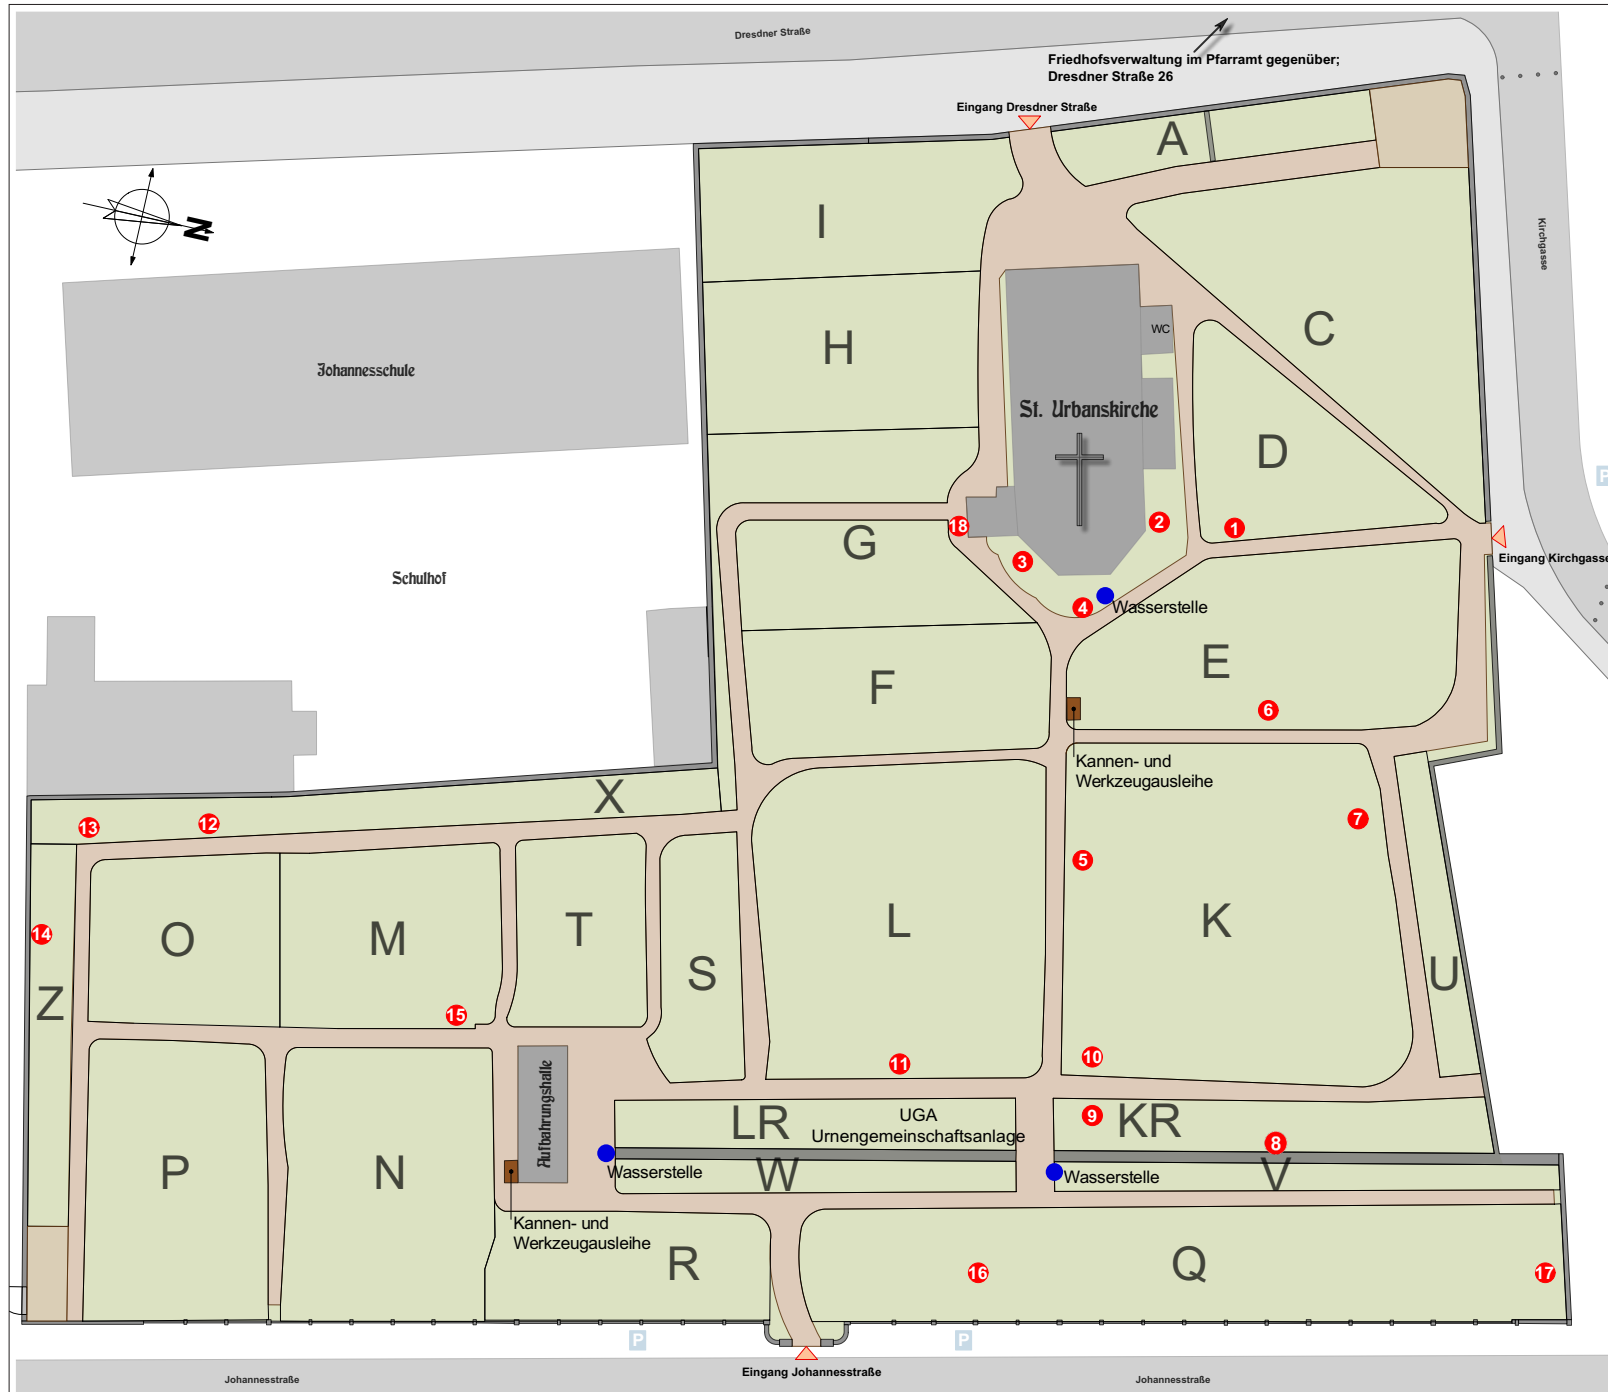 Dresdner Straße
Friedhofsverwaltung im Pfarramt gegenüber;
Dresdner Straße 26
Eingang Dresdner Straße
A
N
I
Kirchgasse
C
WC
H
Johannesschule
St. Urbanskirche
D
P
18
2
1
G
Eingang Kirchgasse
3
Schulhof
4
Wasserstelle
E
F
6
Kannen- und
Werkzeugausleihe
X
13
12
7
5
14
O
M
T
L
K
S
U
Z
15
11
10
Aufbahrungshalle
LR
UGA
Urnengemeinschaftsanlage
9
KR
8
P
N
Wasserstelle
W
Wasserstelle
V
Kannen- und
Werkzeugausleihe
R
16
Q
17
P
P
Eingang Johannesstraße
Johannesstraße
Johannesstraße